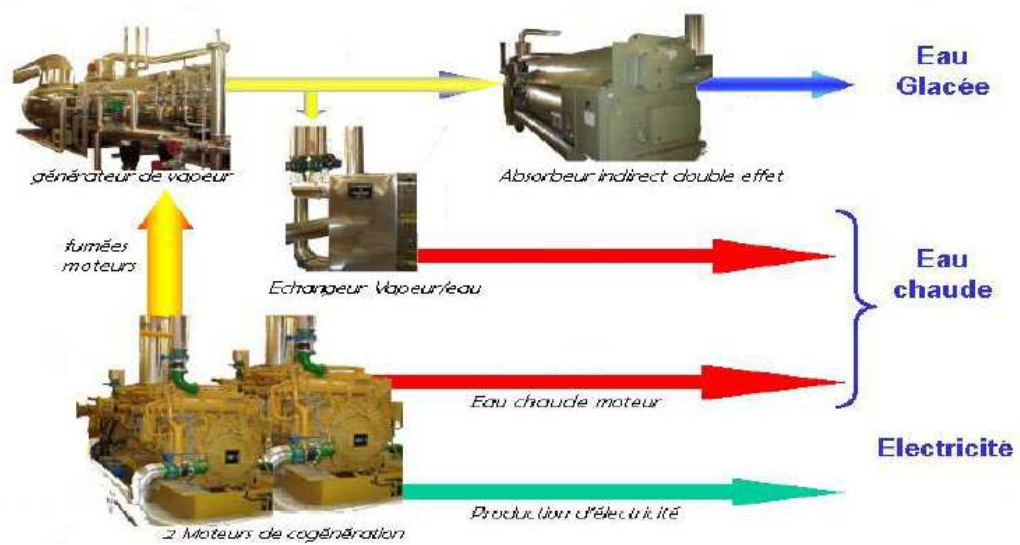 Eau
Glacée
générateur de vapeur
Absorbeur indirect double effet
fumées
moteurs
Echangeur Vapeur/eau
Eau
chaude
Eau chaude moteur
Electricité
Production d'électricité
2 Moteurs de cogénération